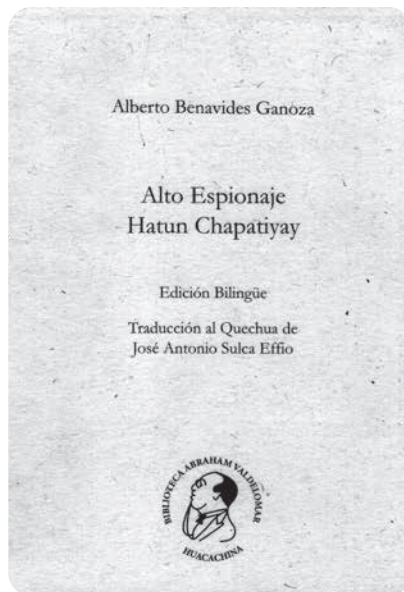 Alberto Benavides Ganoza
Alto Espionaje
Hatun Chapatiyay
Edición Bilingüe
Traducción al Quechua de
José Antonio Sulca Effio
BIBLIOTECA ABRAHAM VALDELOMAR
HUACACHINA